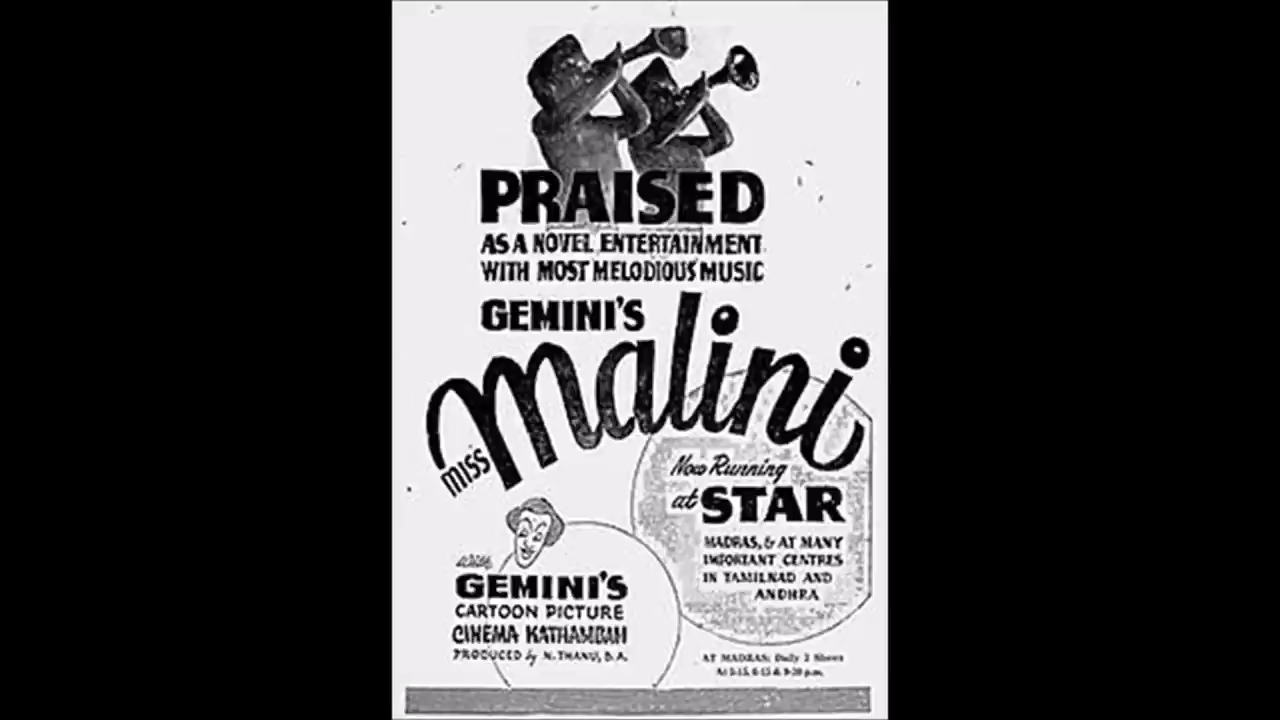 PRAISED
AS A NOVEL ENTERTAINMENT
WITH MOST MELODIOUS MUSIC
GEMINI'S
MISS malini
Now Running
at STAR
MADRAS, & AT MANY
IMPORTANT CENTRES
IN TAMILNAD AND
ANDHRA
GEMINI'S
CARTOON PICTURE
CINEMA KATHAMBAM
PRODUCED by N. THANU, B.A.
AT MADRAS: Daily 3 Shows